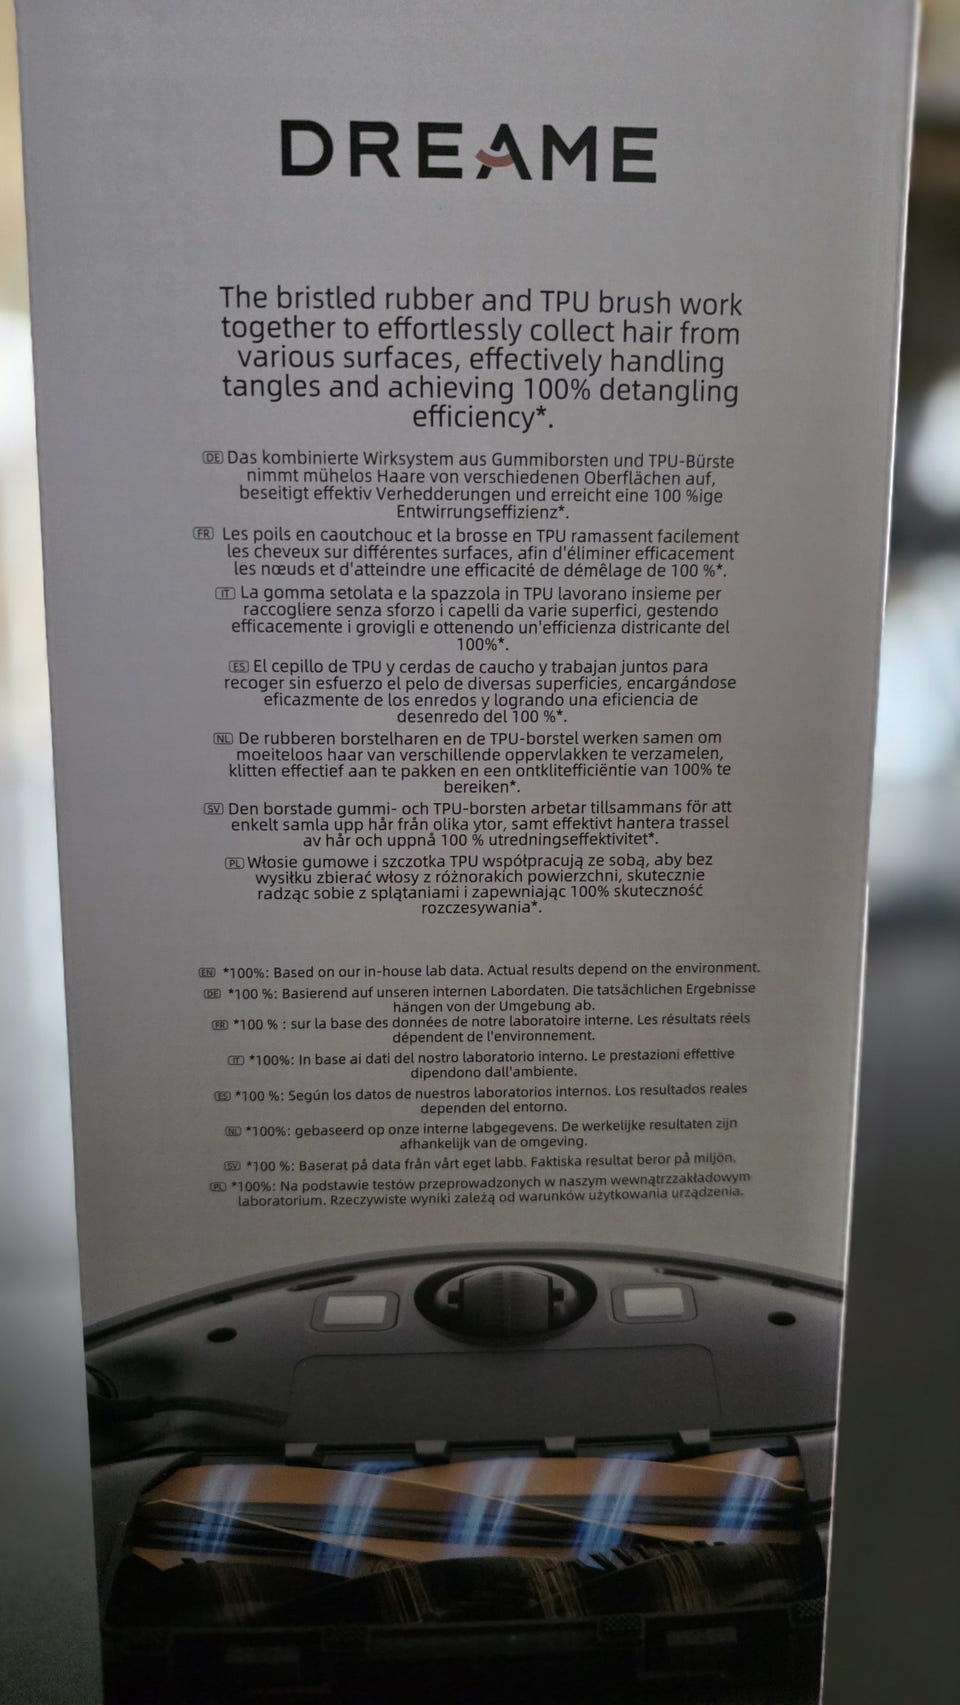 DREAME
The bristled rubber and TPU brush work
together to effortlessly collect hair from
various surfaces, effectively handling
tangles and achieving 100% detangling
efficiency*.
DE Das kombinierte Wirksystem aus Gummiborsten und TPU-Bürste
nimmt mühelos Haare von verschiedenen Oberflächen auf,
beseitigt effektiv Verhedderungen und erreicht eine 100 %ige
Entwirrungseffizienz*.
FR Les poils en caoutchouc et la brosse en TPU ramassent facilement
les cheveux sur différentes surfaces, afin d'éliminer efficacement
les nœuds et d'atteindre une efficacité de démêlage de 100 %*.
IT La gomma setolata e la spazzola in TPU lavorano insieme per
raccogliere senza sforzo i capelli da varie superfici, gestendo
efficacemente i grovigli e ottenendo un'efficienza districante del
100%*.
ES El cepillo de TPU y cerdas de caucho y trabajan juntos para
recoger sin esfuerzo el pelo de diversas superficies, encargándose
eficazmente de los enredos y logrando una eficiencia de
desenredo del 100 %*.
NL De rubberen borstelharen en de TPU-borstel werken samen om
moeiteloos haar van verschillende oppervlakken te verzamelen,
klitten effectief aan te pakken en een ontklitefficiëntie van 100% te
bereiken*.
SV Den borstade gummi- och TPU-borsten arbetar tillsammans för att
enkelt samla upp hår från olika ytor, samt effektivt hantera trassel
av hår och uppnå 100 % utredningseffektivitet*.
PL Włosie gumowe i szczotka TPU współpracują ze sobą, aby bez
wysiłku zbierać włosy z różnorakich powierzchni, skutecznie
radząc sobie z splątaniami i zapewniając 100% skuteczność
rozczesywania*.
EN *100%: Based on our in-house lab data. Actual results depend on the environment.
DE *100 %: Basierend auf unseren internen Labordaten. Die tatsächlichen Ergebnisse
hängen von der Umgebung ab.
FR *100 % : sur la base des données de notre laboratoire interne. Les résultats réels
dépendent de l'environnement.
IT *100%: In base ai dati del nostro laboratorio interno. Le prestazioni effettive
dipendono dall'ambiente.
ES *100 %: Según los datos de nuestros laboratorios internos. Los resultados reales
dependen del entorno.
NL *100%: gebaseerd op onze interne labgegevens. De werkelijke resultaten zijn
afhankelijk van de omgeving.
SV *100 %: Baserat på data från vårt eget labb. Faktiska resultat beror på miljön.
PL *100%: Na podstawie testów przeprowadzonych w naszym wewnątrzzakładowym
laboratorium. Rzeczywiste wyniki zależą od warunków użytkowania urządzenia.